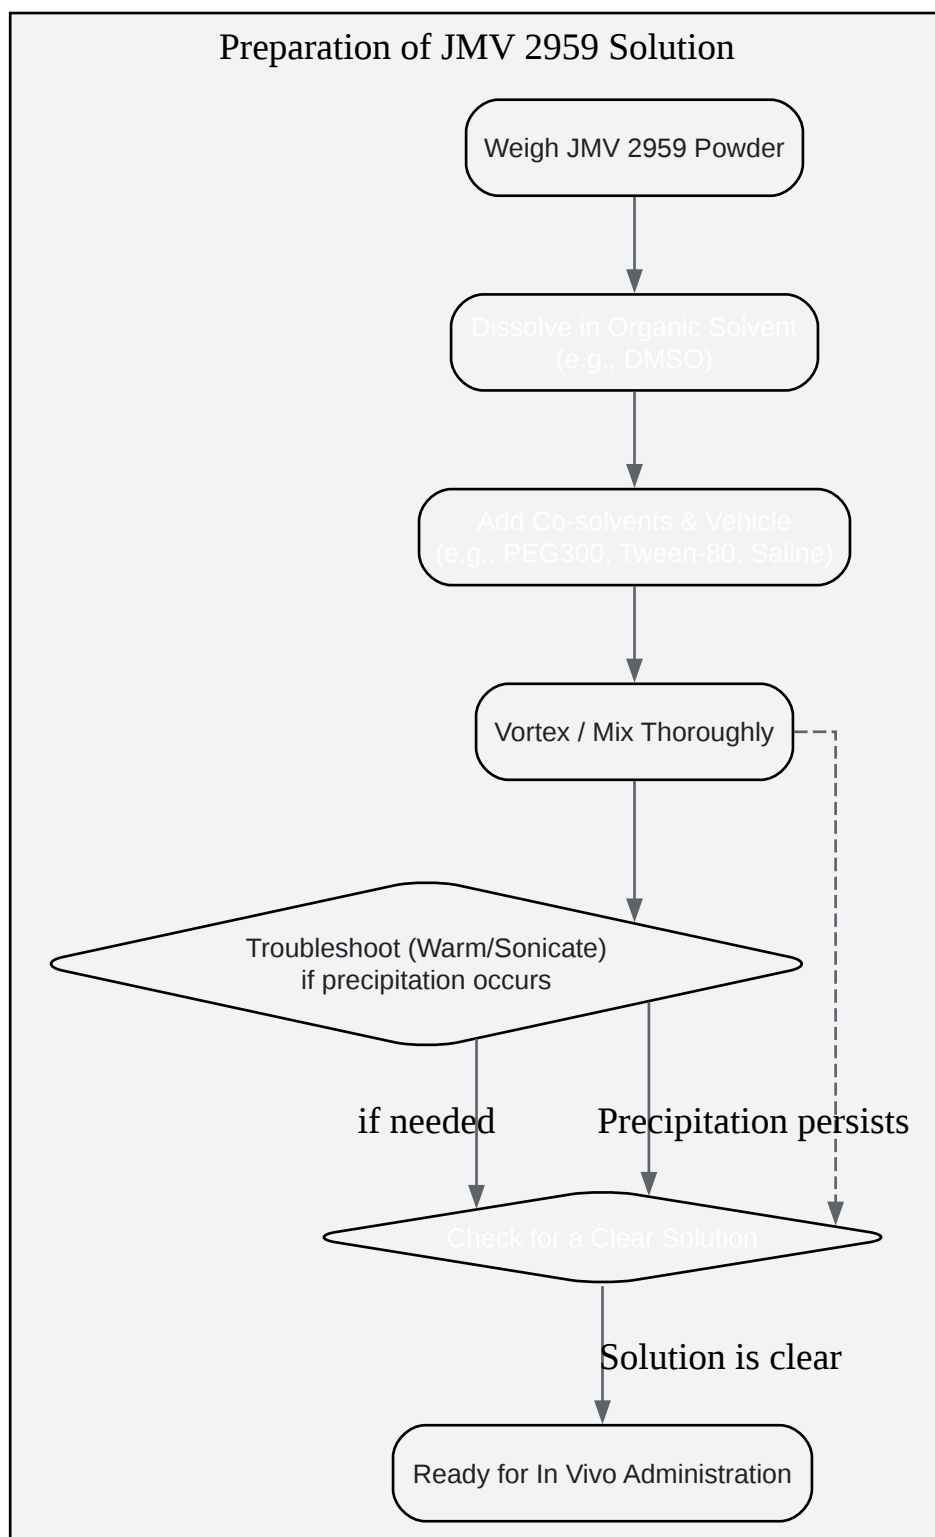 Preparation of JMV 2959 Solution
Weigh JMV 2959 Powder
Dissolve in Organic Solvent
(e.g., DMSO)
Add Co-solvents & Vehicle
(e.g., PEG300, Tween-80, Saline)
Vortex / Mix Thoroughly
Troubleshoot (Warm/Sonicate)
if precipitation occurs
if needed
Precipitation persists
Check for a Clear Solution
Solution is clear
Ready for In Vivo Administration